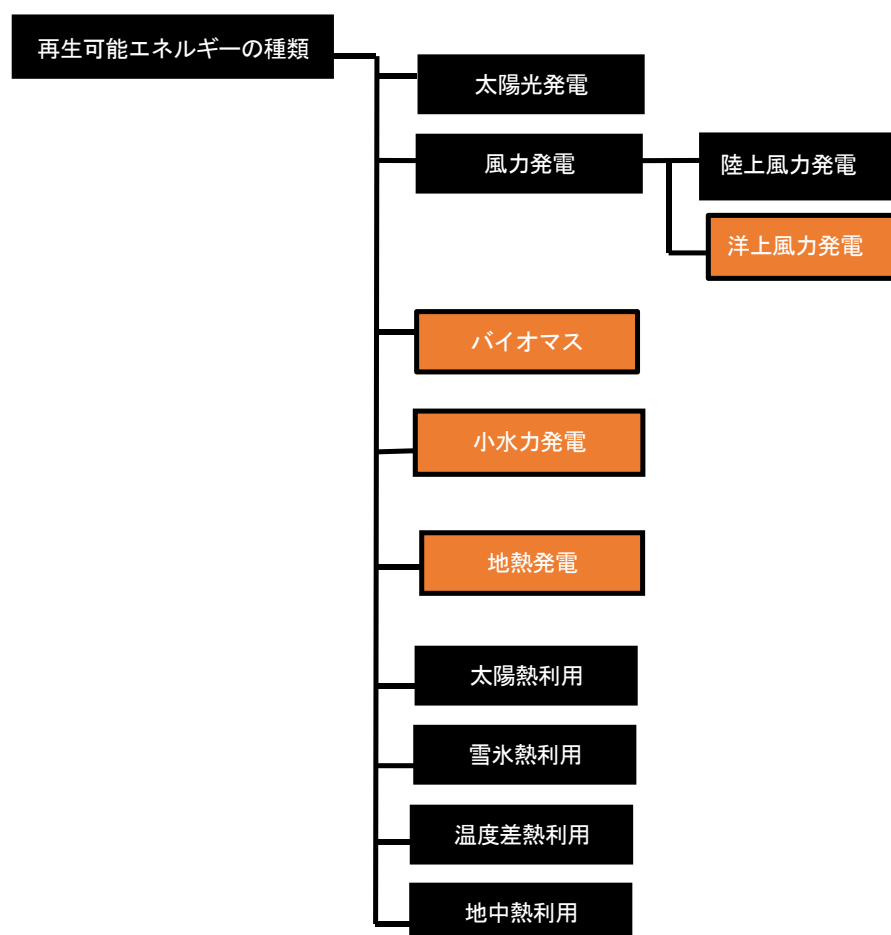 再生可能エネルギーの種類
太陽光発電
風力発電
陸上風力発電
洋上風力発電
バイオマス
小水力発電
地熱発電
太陽熱利用
雪氷熱利用
温度差熱利用
地中熱利用